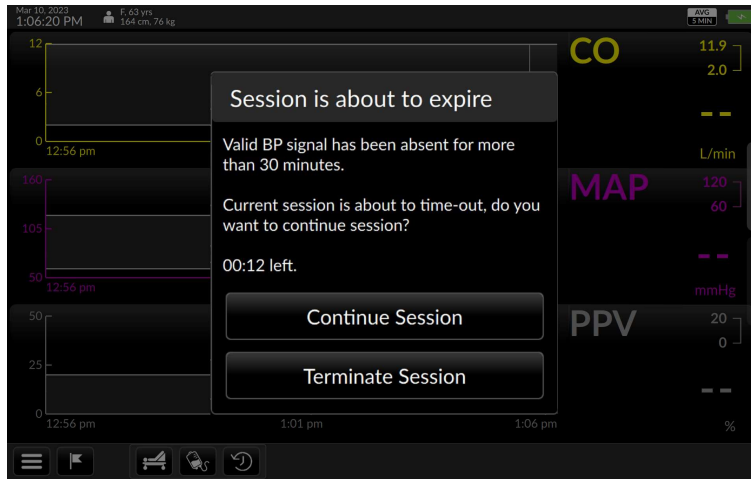 Mar 10, 2023
1:06:20 PM
F, 63 yrs
164 cm, 76 kg
AVG
5 MIN
12
6
0
12:56 pm
CO
11.9
2.0
--
L/min
160
105
50
12:56 pm
MAP
120
60
--
mmHg
50
25
0
12:56 pm
1:01 pm
1:06 pm
PPV
20
0
--
%
Session is about to expire
Valid BP signal has been absent for more
than 30 minutes.
Current session is about to time-out, do you
want to continue session?
00:12 left.
Continue Session
Terminate Session